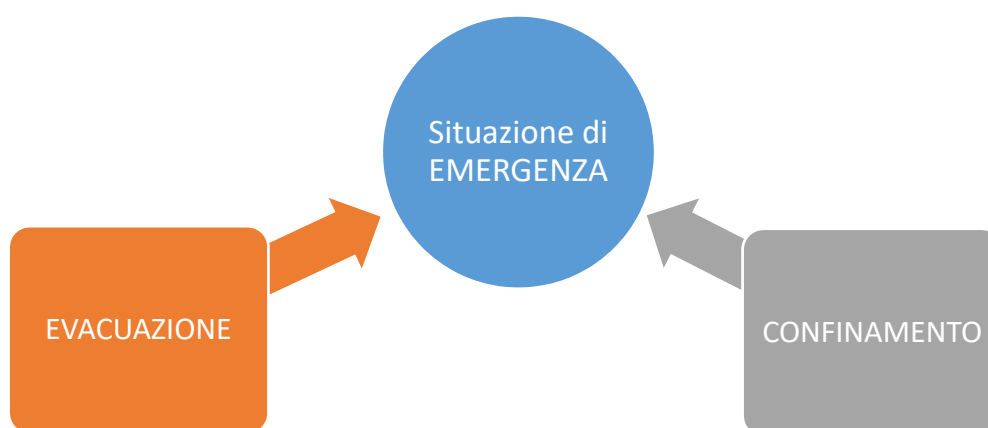 Situazione di
EMERGENZA
EVACUAZIONE
CONFINAMENTO